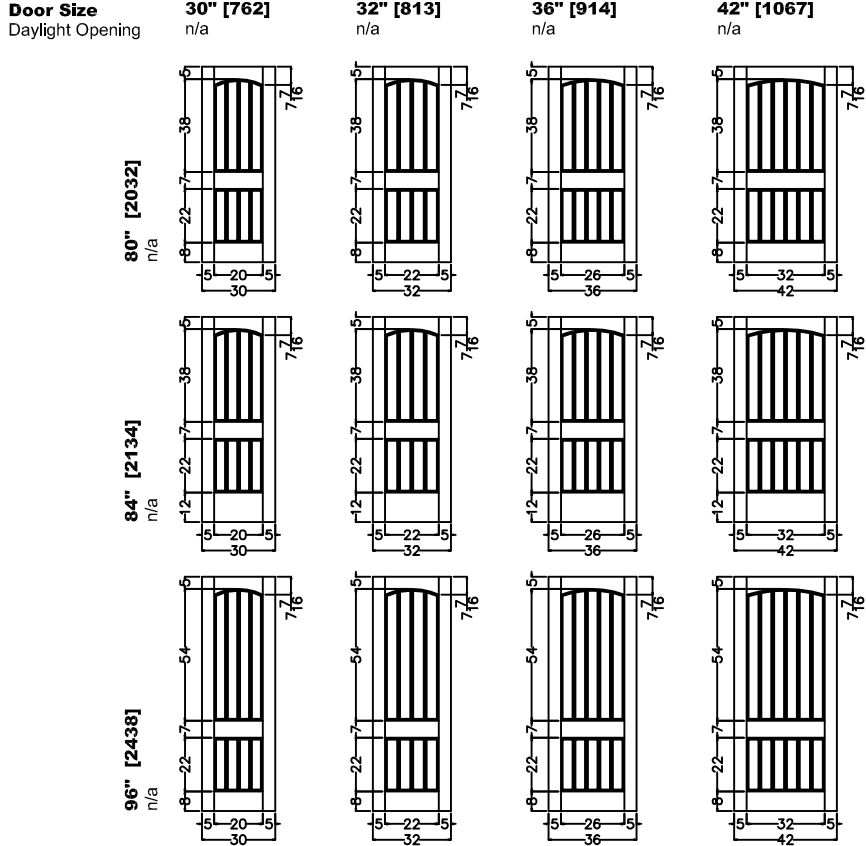 Door Size 30" [762] 32" [813] 36" [914] 42" [1067]
Daylight Opening n/a n/a n/a n/a
80" [2032]
n/a
5 38 7 22 8 7 7/16 5 20 5 30
5 38 7 22 8 7 7/16 5 22 5 32
5 38 7 22 8 7 7/16 5 26 5 36
5 38 7 22 8 7 7/16 5 32 5 42
84" [2134]
n/a
5 38 7 22 12 7 7/16 5 20 5 30
5 38 7 22 12 7 7/16 5 22 5 32
5 38 7 22 12 7 7/16 5 26 5 36
5 38 7 22 12 7 7/16 5 32 5 42
96" [2438]
n/a
5 54 7 22 8 7 7/16 5 20 5 30
5 54 7 22 8 7 7/16 5 22 5 32
5 54 7 22 8 7 7/16 5 26 5 36
5 54 7 22 8 7 7/16 5 32 5 42